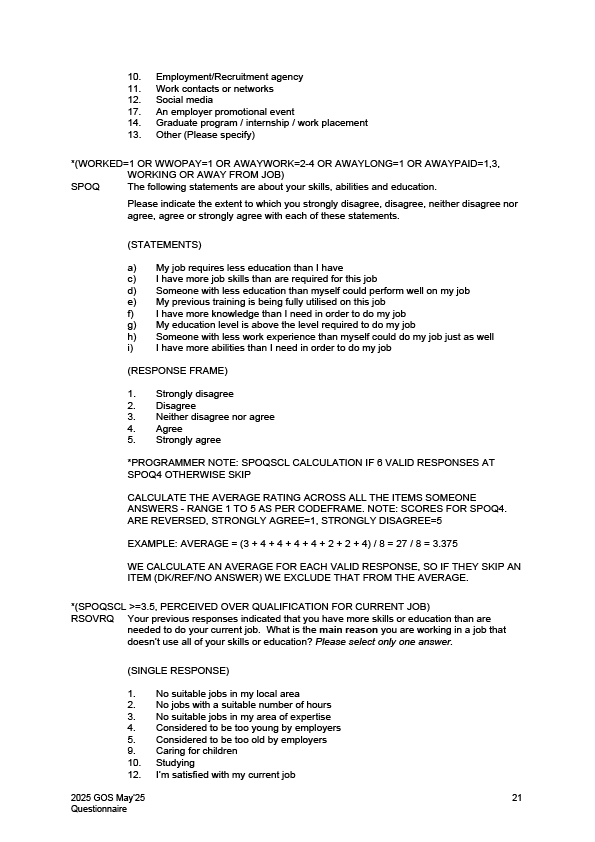 10. Employment/Recruitment agency
11. Work contacts or networks
12. Social media
17. An employer promotional event
14. Graduate program / internship / work placement
13. Other (Please specify)
*(WORKED=1 OR WWOPAY=1 OR AWAYWORK=2-4 OR AWAYLONG=1 OR AWAYPAID=1,3,
WORKING OR AWAY FROM JOB)
SPOQ The following statements are about your skills, abilities and education.
Please indicate the extent to which you strongly disagree, disagree, neither disagree nor
agree, agree or strongly agree with each of these statements.
(STATEMENTS)
a) My job requires less education than I have
c) I have more job skills than are required for this job
d) Someone with less education than myself could perform well on my job
e) My previous training is being fully utilised on this job
f) I have more knowledge than I need in order to do my job
g) My education level is above the level required to do my job
h) Someone with less work experience than myself could do my job just as well
i) I have more abilities than I need in order to do my job
(RESPONSE FRAME)
1. Strongly disagree
2. Disagree
3. Neither disagree nor agree
4. Agree
5. Strongly agree
*PROGRAMMER NOTE: SPOQSCL CALCULATION IF 6 VALID RESPONSES AT
SPOQ4 OTHERWISE SKIP
CALCULATE THE AVERAGE RATING ACROSS ALL THE ITEMS SOMEONE
ANSWERS - RANGE 1 TO 5 AS PER CODEFRAME. NOTE: SCORES FOR SPOQ4.
ARE REVERSED, STRONGLY AGREE=1, STRONGLY DISAGREE=5
EXAMPLE: AVERAGE = (3 + 4 + 4 + 4 + 4 + 2 + 2 + 4) / 8 = 27 / 8 = 3.375
WE CALCULATE AN AVERAGE FOR EACH VALID RESPONSE, SO IF THEY SKIP AN
ITEM (DK/REF/NO ANSWER) WE EXCLUDE THAT FROM THE AVERAGE.
*(SPOQSCL >=3.5, PERCEIVED OVER QUALIFICATION FOR CURRENT JOB)
RSOVRQ Your previous responses indicated that you have more skills or education than are
needed to do your current job. What is the main reason you are working in a job that
doesn't use all of your skills or education? Please select only one answer.
(SINGLE RESPONSE)
1. No suitable jobs in my local area
2. No jobs with a suitable number of hours
3. No suitable jobs in my area of expertise
4. Considered to be too young by employers
5. Considered to be too old by employers
9. Caring for children
10. Studying
12. I'm satisfied with my current job
2025 GOS May'25 21
Questionnaire